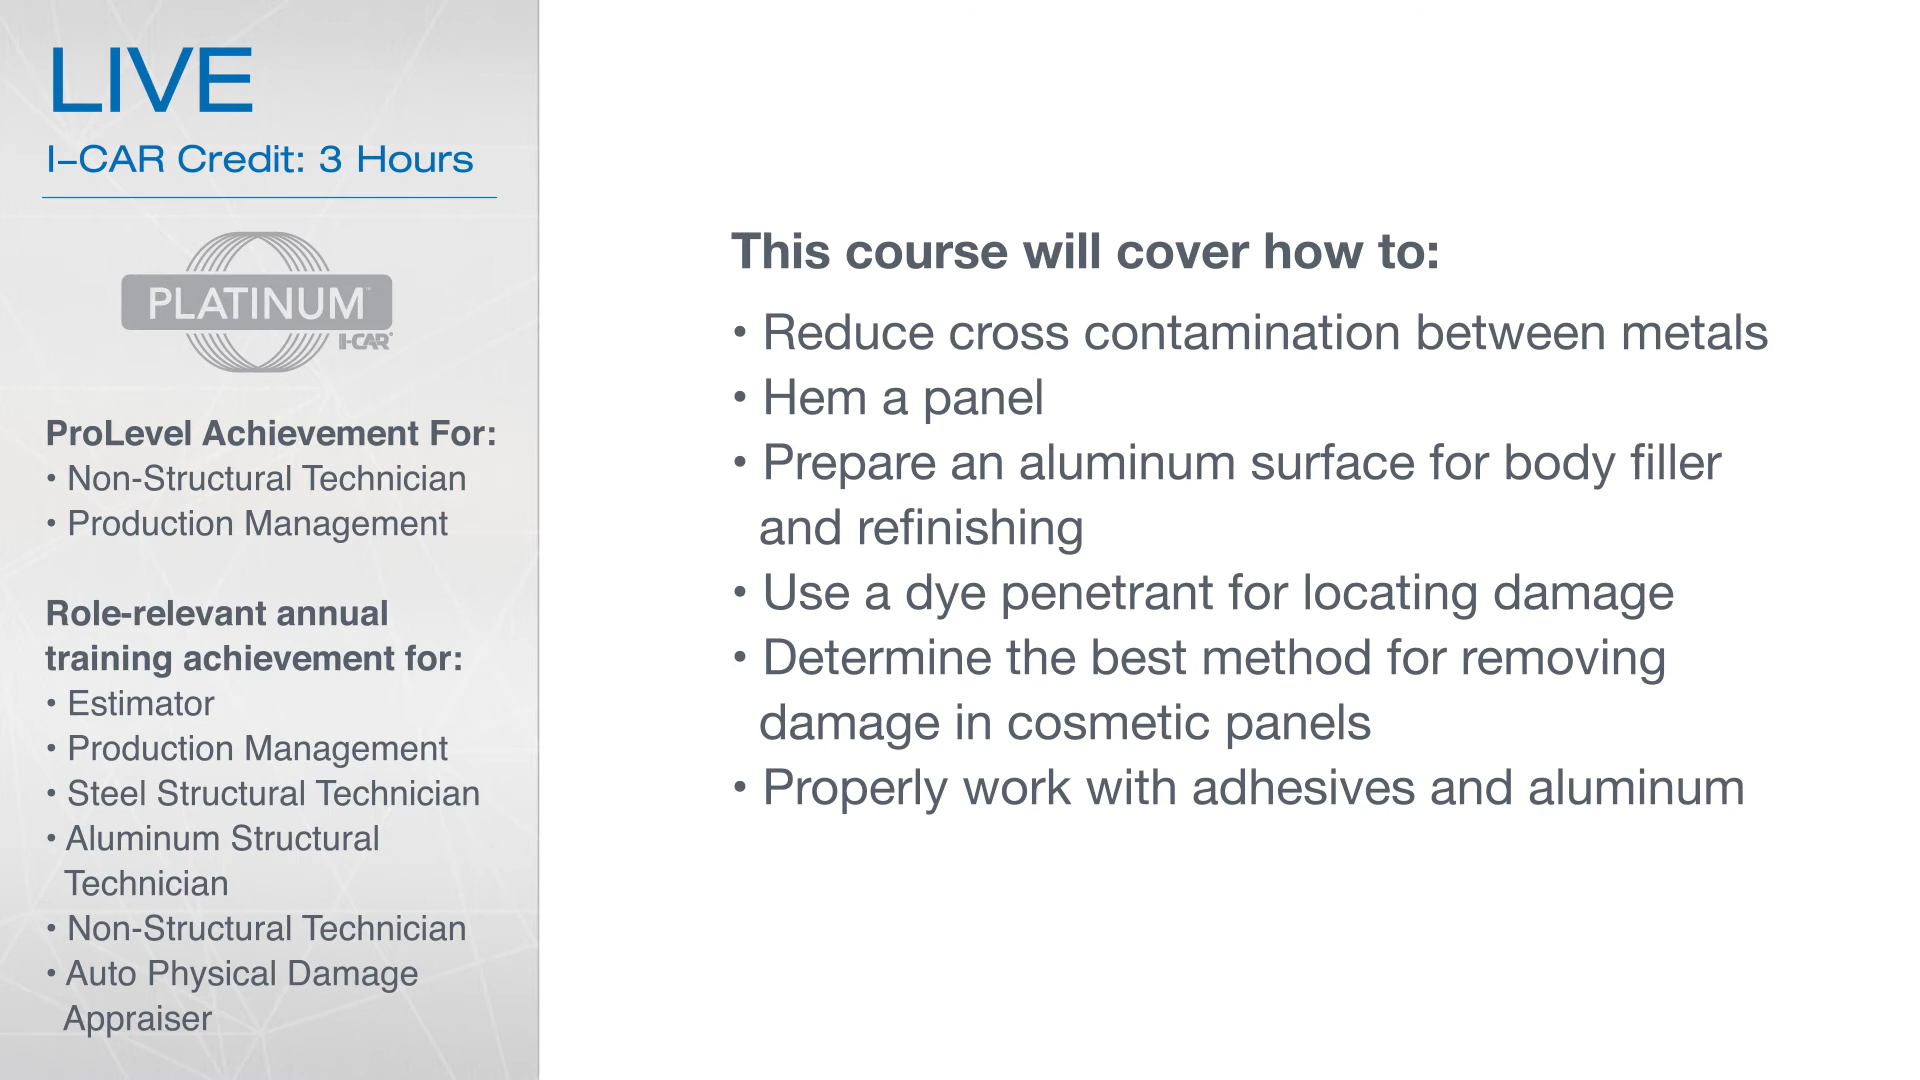 LIVE
I-CAR Credit: 3 Hours
PLATINUM™
I-CAR®
ProLevel Achievement For:
• Non-Structural Technician
• Production Management
Role-relevant annual
training achievement for:
• Estimator
• Production Management
• Steel Structural Technician
• Aluminum Structural
Technician
• Non-Structural Technician
• Auto Physical Damage
Appraiser
This course will cover how to:
• Reduce cross contamination between metals
• Hem a panel
• Prepare an aluminum surface for body filler
and refinishing
• Use a dye penetrant for locating damage
• Determine the best method for removing
damage in cosmetic panels
• Properly work with adhesives and aluminum